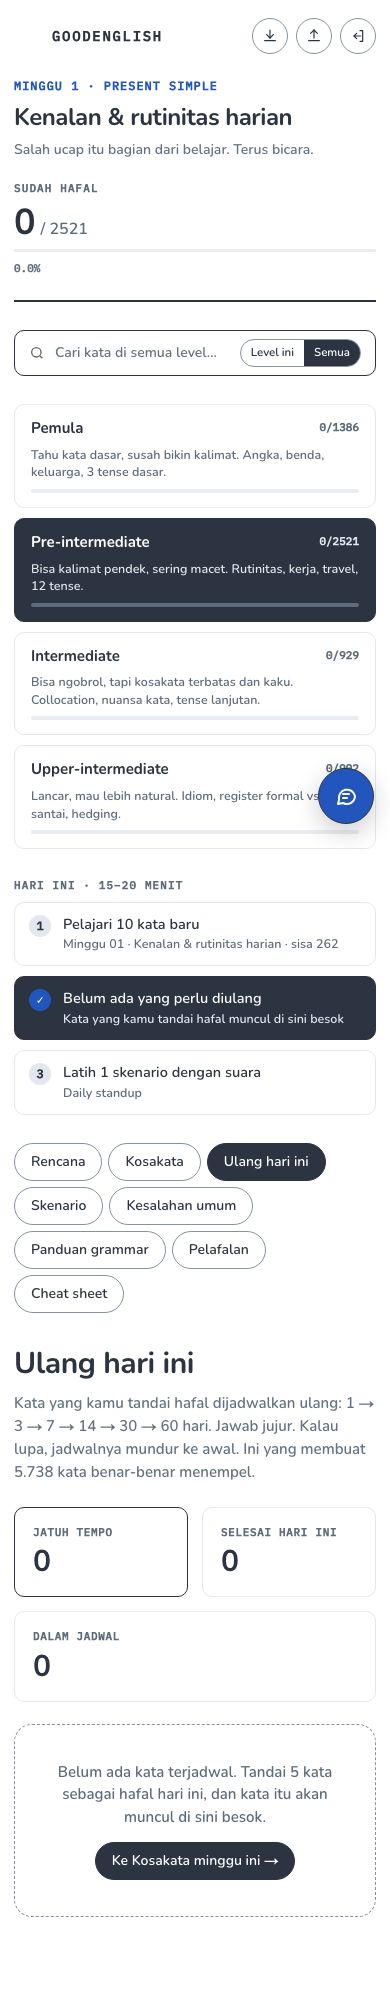 GOODENGLISH
MINGGU 1 · PRESENT SIMPLE
Kenalan & rutinitas harian
Salah ucap itu bagian dari belajar. Terus bicara.
SUDAH HAFAL
0 / 2521
0.0%
Cari kata di semua level...
Level ini
Semua
Pemula
0/1386
Tahu kata dasar, susah bikin kalimat. Angka, benda,
keluarga, 3 tense dasar.
Pre-intermediate
0/2521
Bisa kalimat pendek, sering macet. Rutinitas, kerja, travel,
12 tense.
Intermediate
0/929
Bisa ngobrol, tapi kosakata terbatas dan kaku.
Collocation, nuansa kata, tense lanjutan.
Upper-intermediate
0/902
Lancar, mau lebih natural. Idiom, register formal vs
santai, hedging.
HARI INI · 15–20 MENIT
1
Pelajari 10 kata baru
Minggu 01 · Kenalan & rutinitas harian · sisa 262
✓
Belum ada yang perlu diulang
Kata yang kamu tandai hafal muncul di sini besok
3
Latih 1 skenario dengan suara
Daily standup
Rencana
Kosakata
Ulang hari ini
Skenario
Kesalahan umum
Panduan grammar
Pelafalan
Cheat sheet
Ulang hari ini
Kata yang kamu tandai hafal dijadwalkan ulang: 1 →
3 → 7 → 14 → 30 → 60 hari. Jawab jujur. Kalau
lupa, jadwalnya mundur ke awal. Ini yang membuat
5.738 kata benar-benar menempel.
JATUH TEMPO
0
SELESAI HARI INI
0
DALAM JADWAL
0
Belum ada kata terjadwal. Tandai 5 kata
sebagai hafal hari ini, dan kata itu akan
muncul di sini besok.
Ke Kosakata minggu ini →